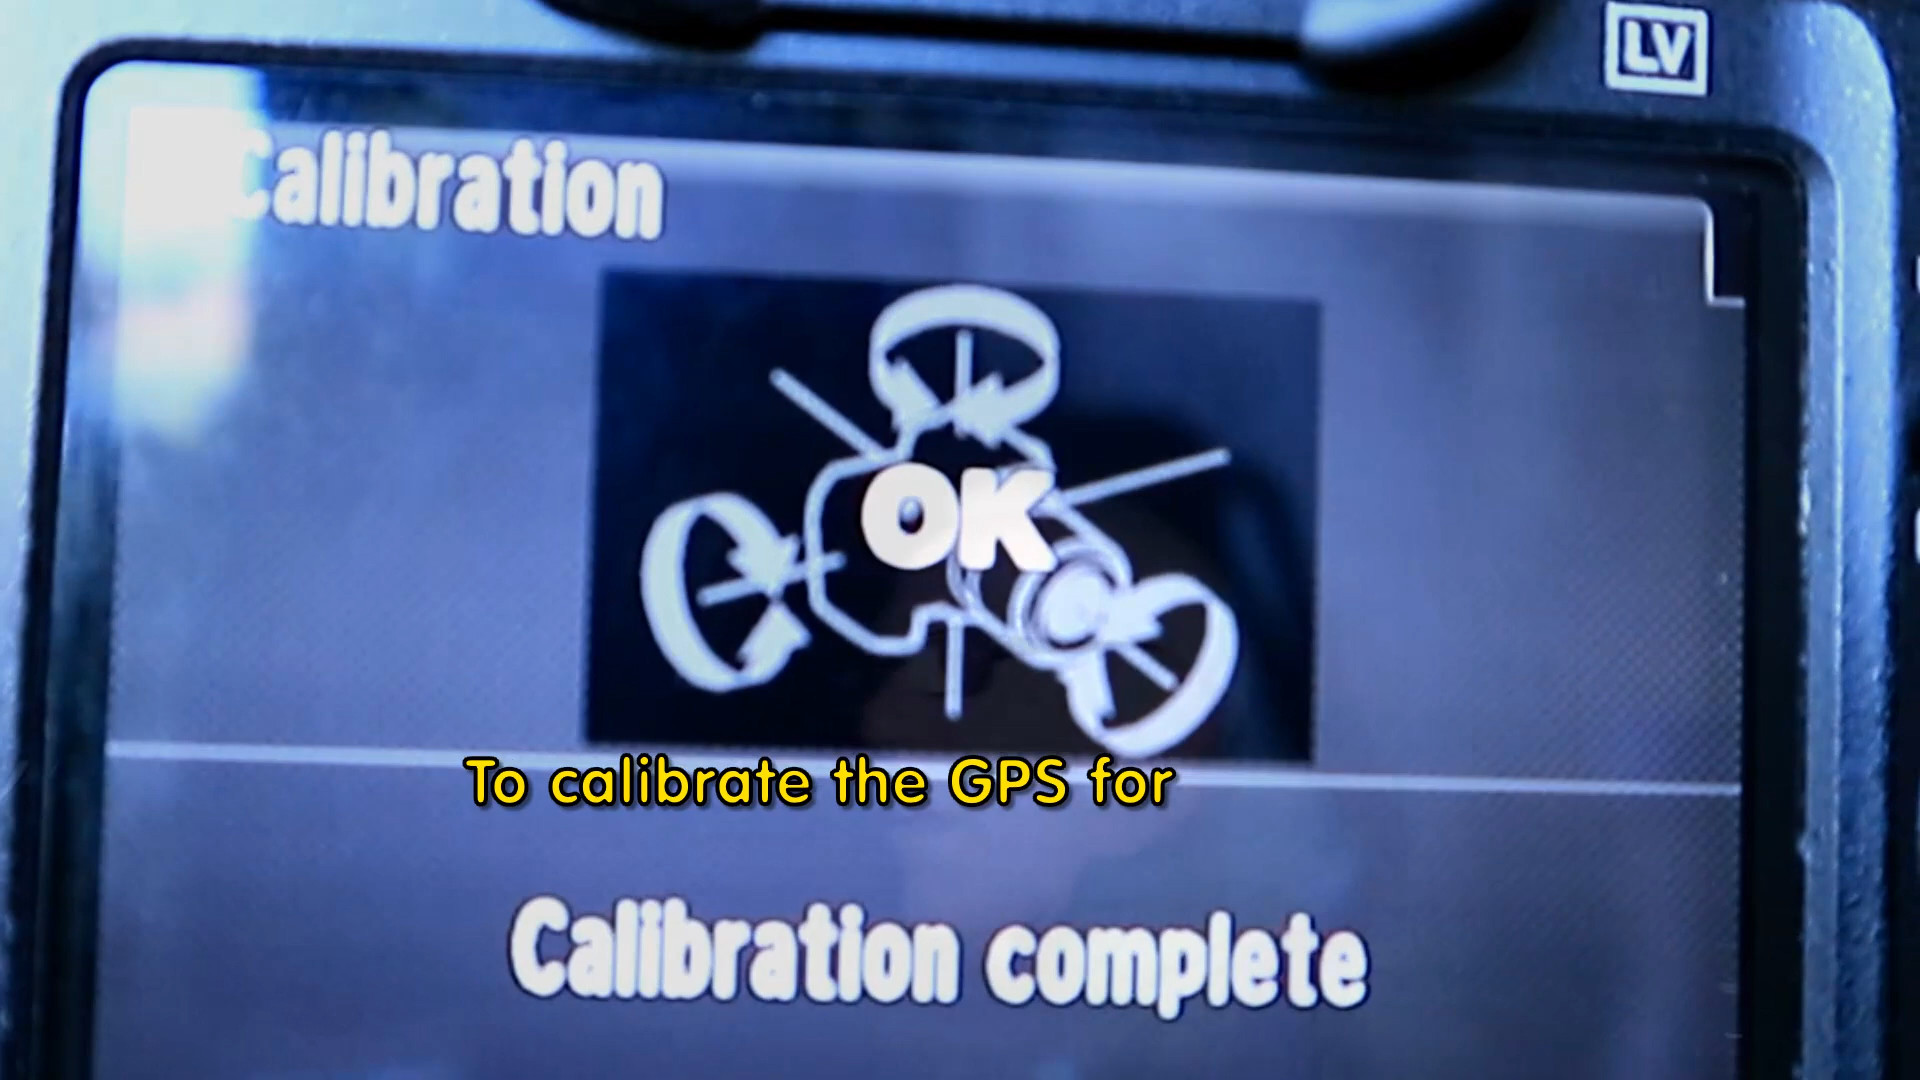 LV
Calibration
OK
To calibrate the GPS for
Calibration complete